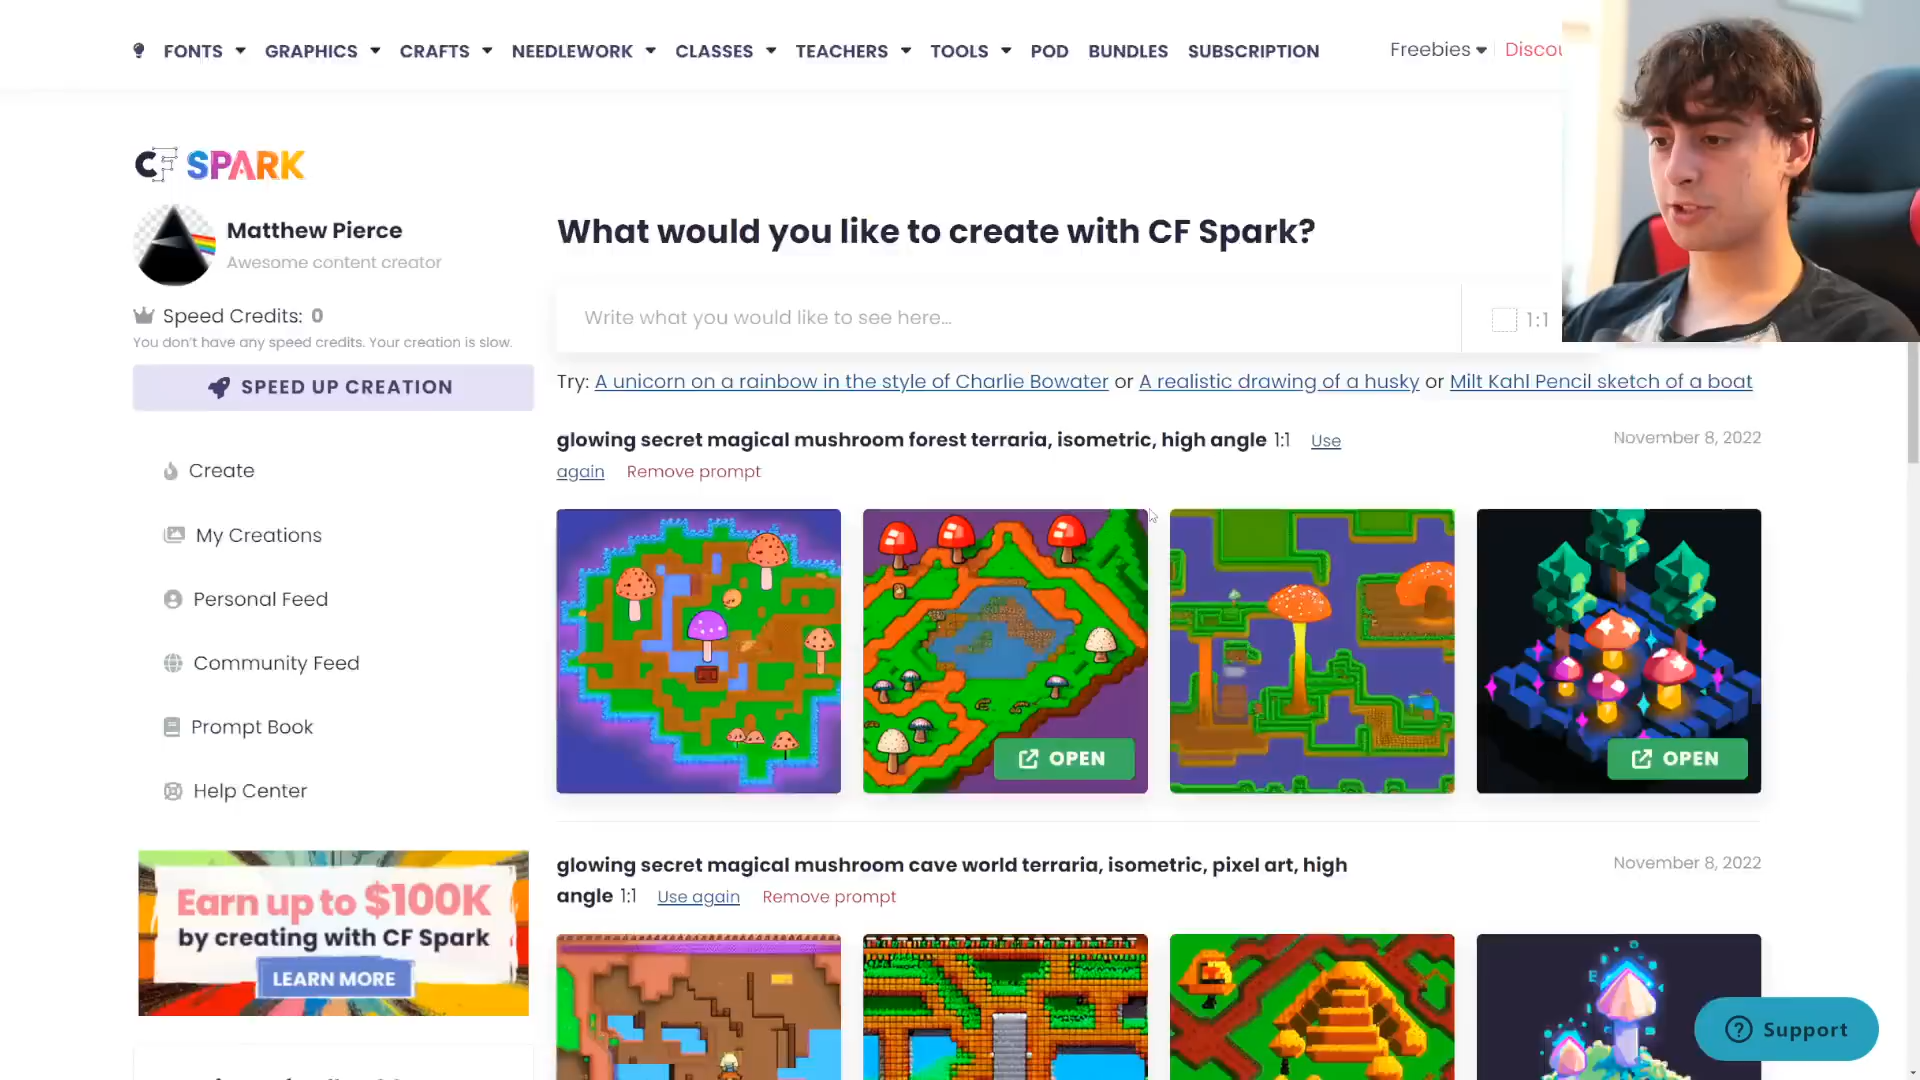 FONTS GRAPHICS CRAFTS NEEDLEWORK CLASSES TEACHERS TOOLS POD BUNDLES SUBSCRIPTION Freebies Discou
CF SPARK
Matthew Pierce
Awesome content creator
Speed Credits: 0
You don't have any speed credits. Your creation is slow.
SPEED UP CREATION
Create
My Creations
Personal Feed
Community Feed
Prompt Book
Help Center
Earn up to $100K
by creating with CF Spark
LEARN MORE
What would you like to create with CF Spark?
Write what you would like to see here...
1:1
Try: A unicorn on a rainbow in the style of Charlie Bowater or A realistic drawing of a husky or Milt Kahl Pencil sketch of a boat
glowing secret magical mushroom forest terraria, isometric, high angle 1:1 Use
again Remove prompt
November 8, 2022
OPEN
OPEN
glowing secret magical mushroom cave world terraria, isometric, pixel art, high
angle 1:1 Use again Remove prompt
November 8, 2022
Support